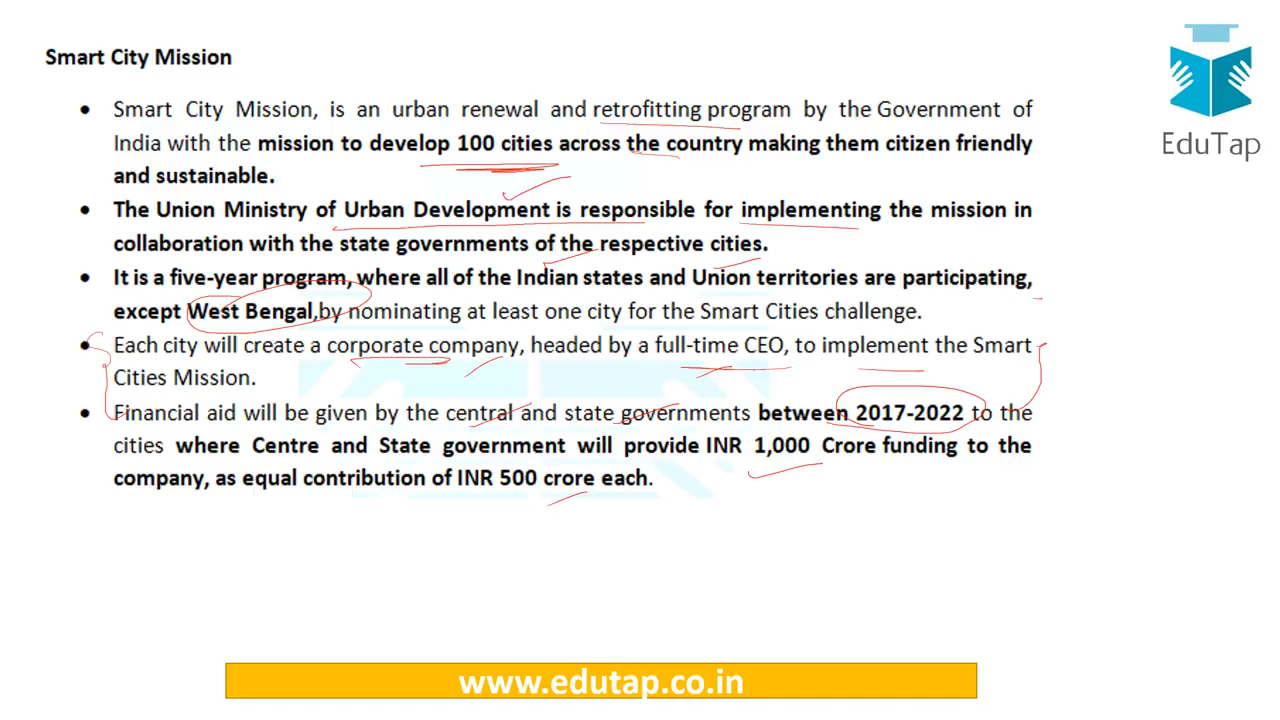 Smart City Mission
EduTap
• Smart City Mission, is an urban renewal and retrofitting program by the Government of
India with the mission to develop 100 cities across the country making them citizen friendly
and sustainable.
• The Union Ministry of Urban Development is responsible for implementing the mission in
collaboration with the state governments of the respective cities.
• It is a five-year program, where all of the Indian states and Union territories are participating,
except West Bengal,by nominating at least one city for the Smart Cities challenge.
• Each city will create a corporate company, headed by a full-time CEO, to implement the Smart
Cities Mission.
• Financial aid will be given by the central and state governments between 2017-2022 to the
cities where Centre and State government will provide INR 1,000 Crore funding to the
company, as equal contribution of INR 500 crore each.
www.edutap.co.in